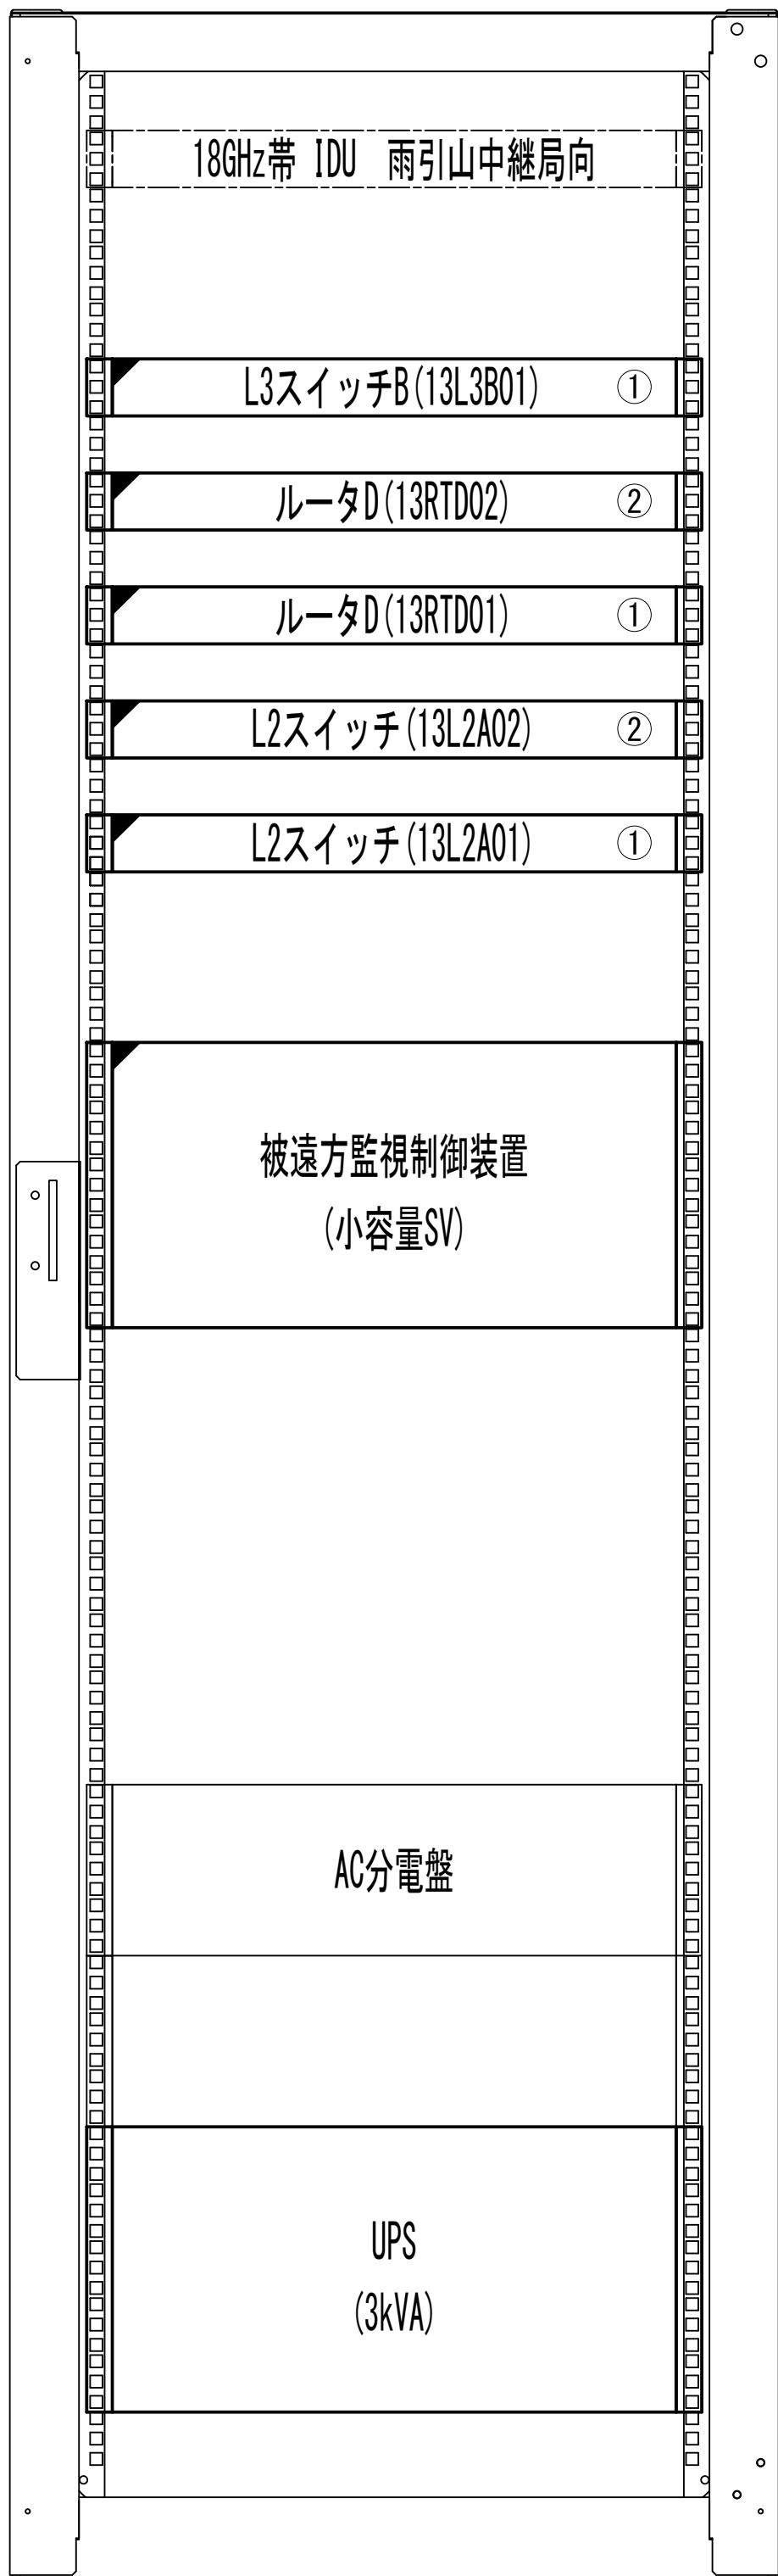 18GHz帯 IDU　雨引山中継局向
L3スイッチB(13L3B01) ①
ルータD(13RTD02) ②
ルータD(13RTD01) ①
L2スイッチ(13L2A02) ②
L2スイッチ(13L2A01) ①
被遠方監視制御装置
(小容量SV)
AC分電盤
UPS
(3kVA)